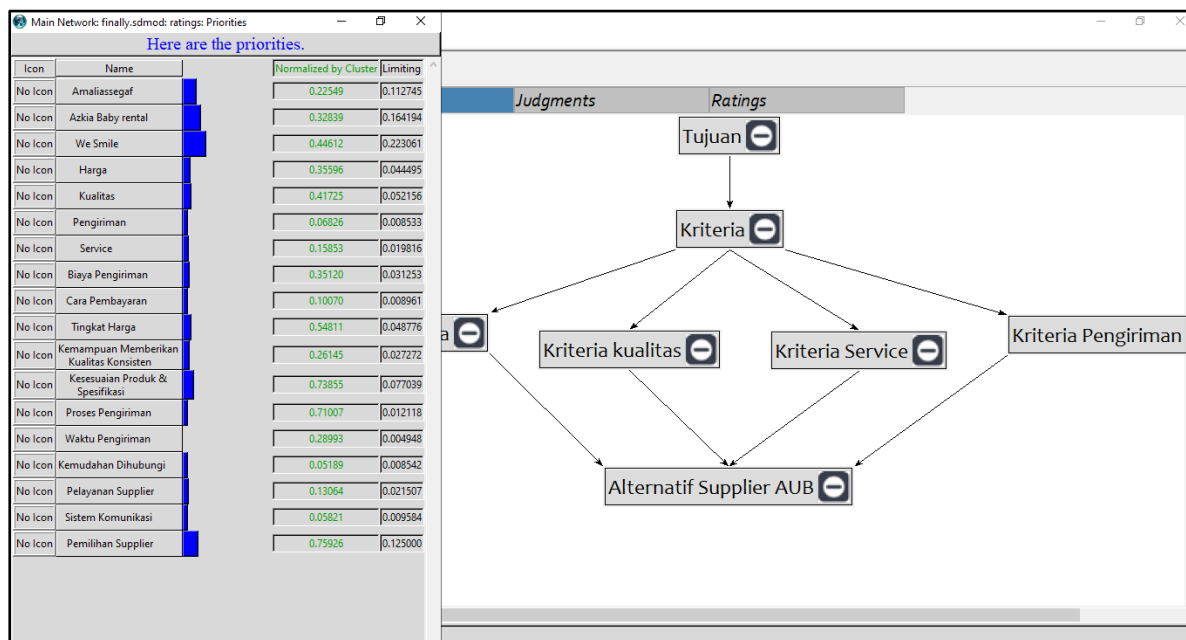 Main Network: finally.sdmod: ratings: Priorities
Here are the priorities.
Icon Name Normalized by Cluster Limiting
No Icon Amaliassegaf 0.22549 0.112745
No Icon Azkia Baby rental 0.32839 0.164194
No Icon We Smile 0.44612 0.223061
No Icon Harga 0.35596 0.044495
No Icon Kualitas 0.41725 0.052156
No Icon Pengiriman 0.06826 0.008533
No Icon Service 0.15853 0.019816
No Icon Biaya Pengiriman 0.35120 0.031253
No Icon Cara Pembayaran 0.10070 0.008961
No Icon Tingkat Harga 0.54811 0.048776
No Icon Kemampuan Memberikan 0.26145 0.027272
Kualitas Konsisten
No Icon Kesesuaian Produk & 0.73855 0.077039
Spesifikasi
No Icon Proses Pengiriman 0.71007 0.012118
No Icon Waktu Pengiriman 0.28993 0.004948
No Icon Kemudahan Dihubungi 0.05189 0.008542
No Icon Pelayanan Supplier 0.13064 0.021507
No Icon Sistem Komunikasi 0.05821 0.009584
No Icon Pemilihan Supplier 0.75926 0.125000
Judgments Ratings
Tujuan
Kriteria
a Kriteria kualitas Kriteria Service Kriteria Pengiriman
Alternatif Supplier AUB